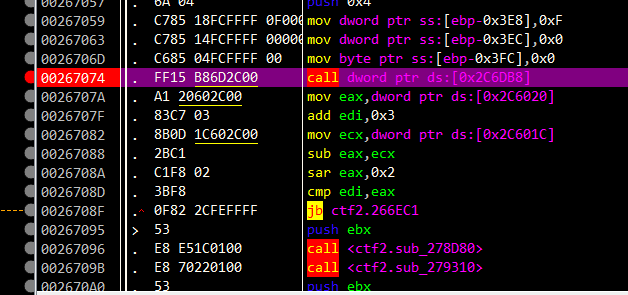 00267057 . 6A 04 push 0x4
00267059 . C785 18FCFFFF 0F000 mov dword ptr ss:[ebp-0x3E8],0xF
00267063 . C785 14FCFFFF 00000 mov dword ptr ss:[ebp-0x3EC],0x0
0026706D . C685 04FCFFFF 00 mov byte ptr ss:[ebp-0x3FC],0x0
00267074 . FF15 B86D2C00 call dword ptr ds:[0x2C6DB8]
0026707A . A1 20602C00 mov eax,dword ptr ds:[0x2C6020]
0026707F . 83C7 03 add edi,0x3
00267082 . 8B0D 1C602C00 mov ecx,dword ptr ds:[0x2C601C]
00267088 . 2BC1 sub eax,ecx
0026708A . C1F8 02 sar eax,0x2
0026708D . 3BF8 cmp edi,eax
0026708F .^ 0F82 2CFEFFFF jb ctf2.266EC1
00267095 > 53 push ebx
00267096 . E8 E51C0100 call <ctf2.sub_278D80>
0026709B . E8 70220100 call <ctf2.sub_279310>
002670A0 . 53 push ebx